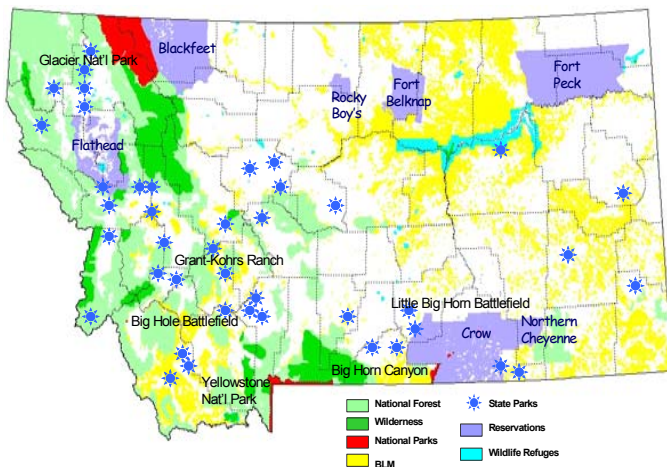 Glacier Nat'l Park
Blackfeet
Rocky
Boy's
Fort
Belknap
Fort
Peck
Flathead
Grant-Kohrs Ranch
Big Hole Battlefield
Little Big Horn Battlefield
Crow
Northern
Cheyenne
Big Horn Canyon
Yellowstone
Nat'l Park
National Forest
Wilderness
National Parks
BLM
State Parks
Reservations
Wildlife Refuges